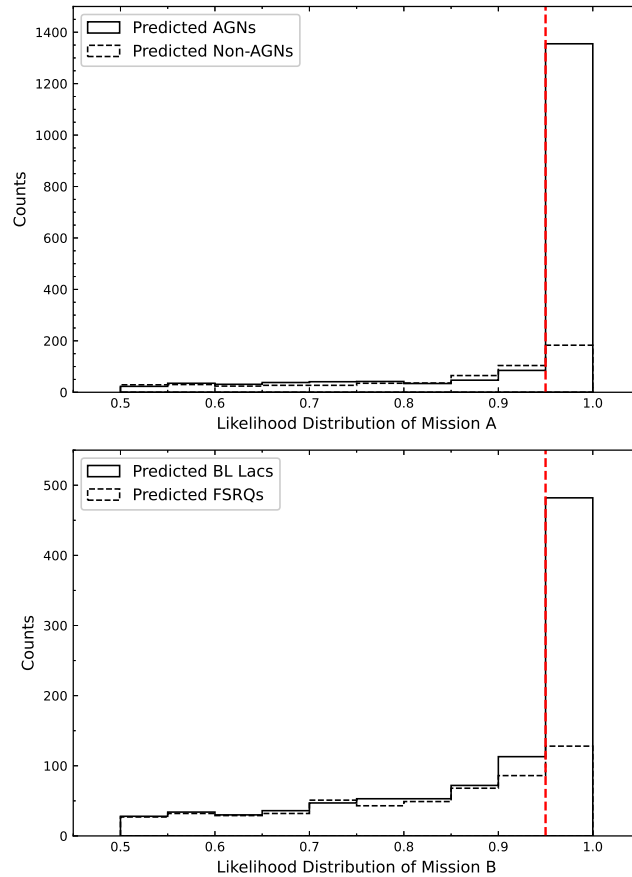 Predicted AGNs
Predicted Non-AGNs
1400
1200
1000
800
600
400
200
0
Counts
0.5 0.6 0.7 0.8 0.9 1.0
Likelihood Distribution of Mission A
Predicted BL Lacs
Predicted FSRQs
500
400
300
200
100
0
Counts
0.5 0.6 0.7 0.8 0.9 1.0
Likelihood Distribution of Mission B